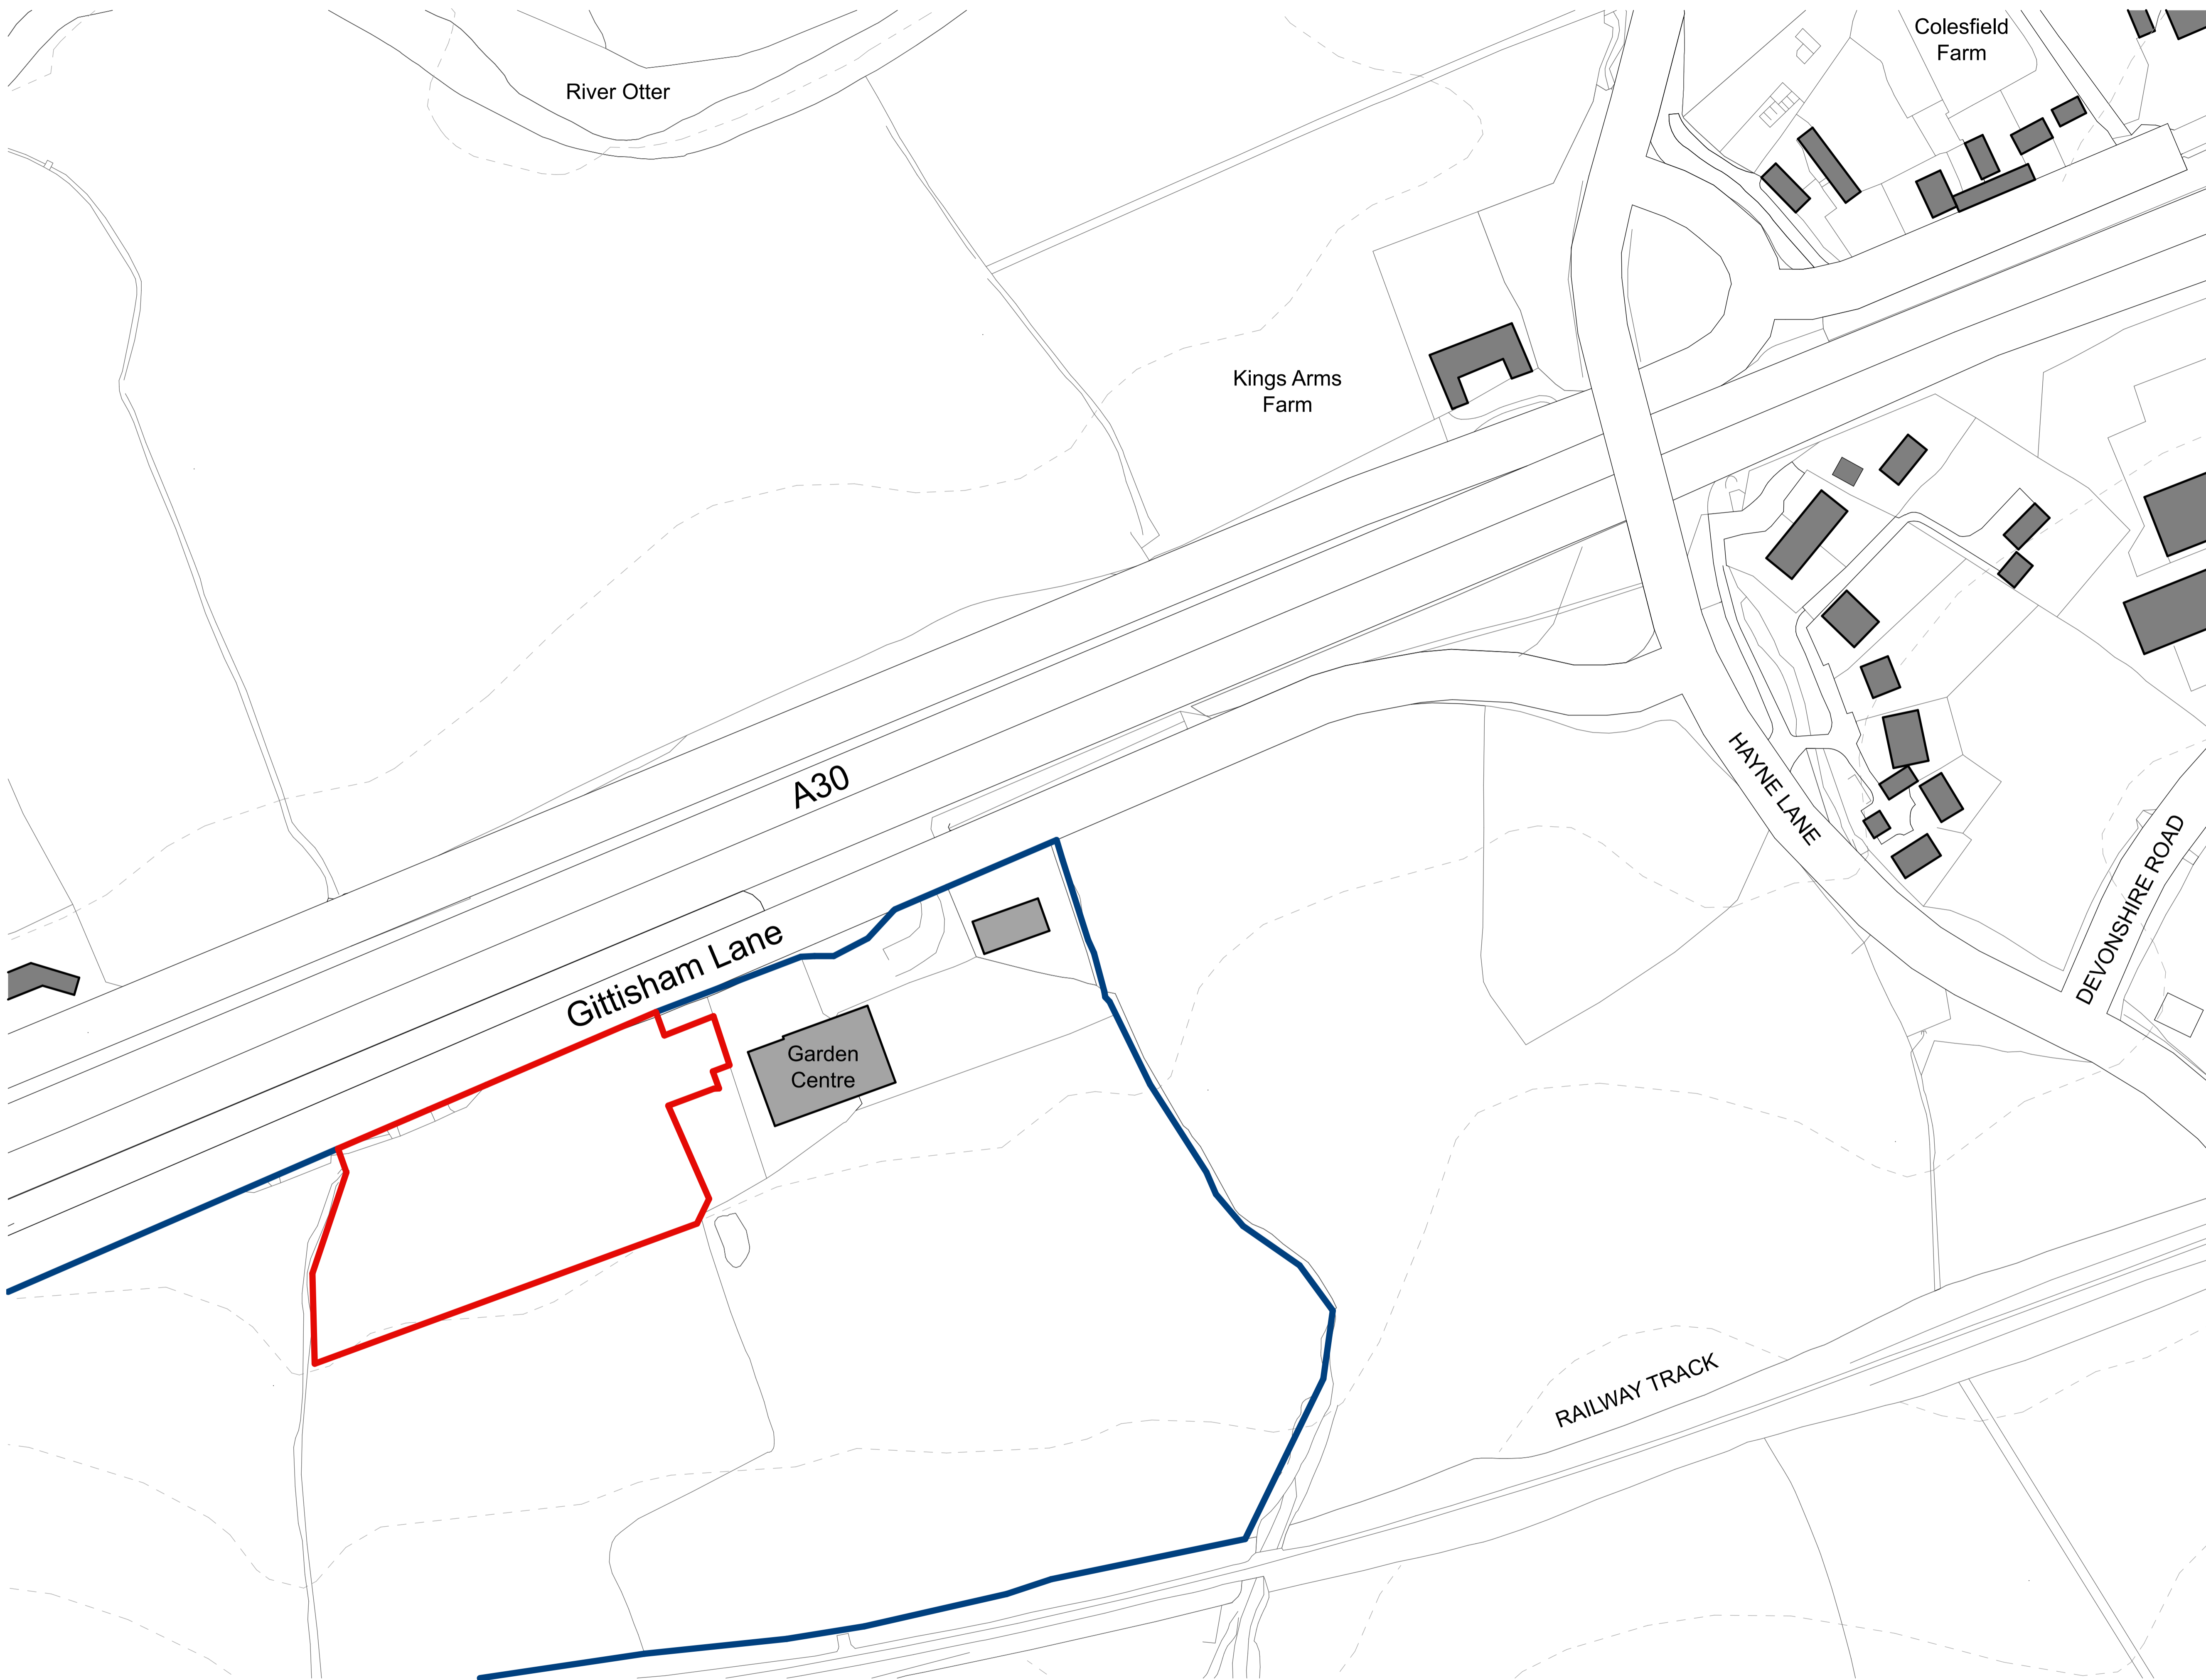 Colesfield
Farm
River Otter
Kings Arms
Farm
A30
HAYNE LANE
DEVONSHIRE ROAD
Gittisham Lane
Garden
Centre
RAILWAY TRACK